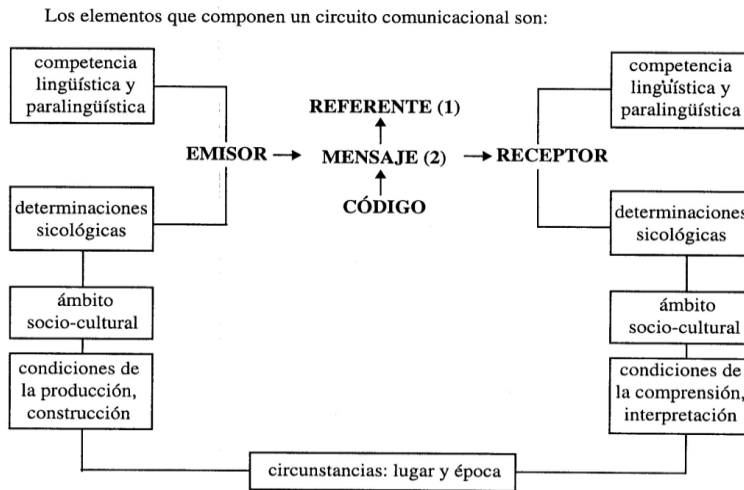 Los elementos que componen un circuito comunicacional son:
competencia
lingüística y
paralingüística
competencia
lingüística y
paralingüística
REFERENTE (1)
EMISOR
MENSAJE (2)
RECEPTOR
CÓDIGO
determinaciones
sicológicas
determinaciones
sicológicas
ámbito
socio-cultural
ámbito
socio-cultural
condiciones de
la producción,
construcción
condiciones de
la comprensión,
interpretación
circunstancias: lugar y época